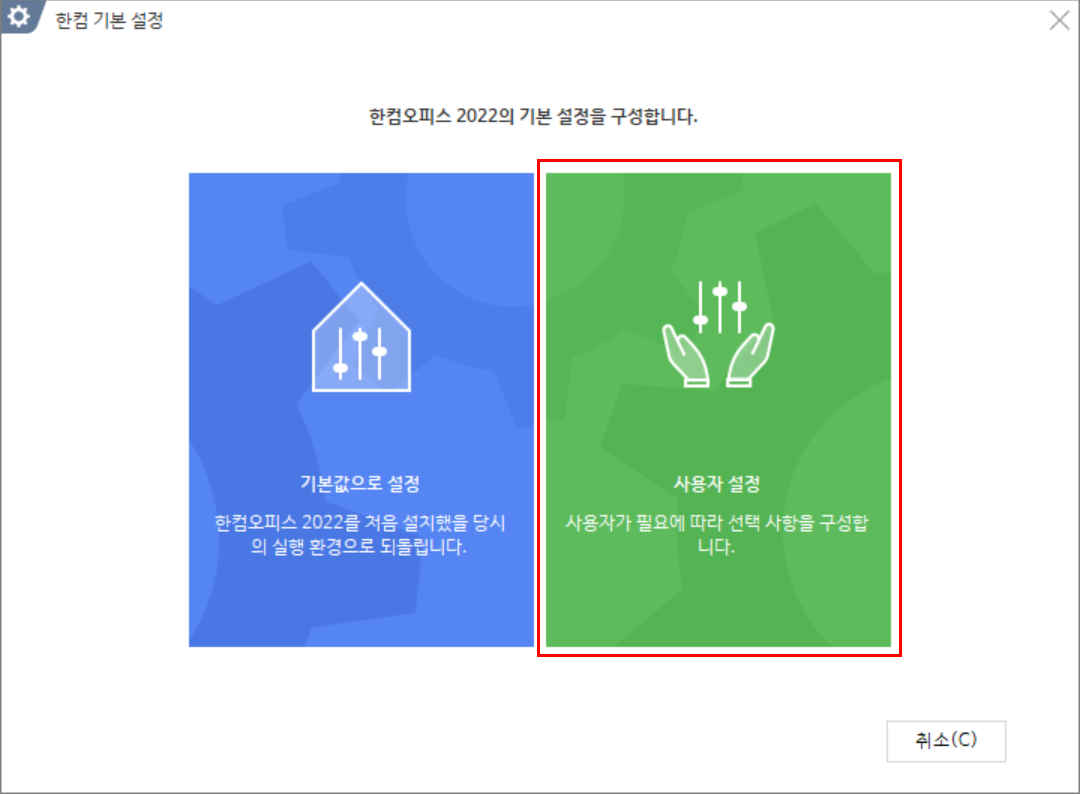 한컴 기본 설정
한컴오피스 2022의 기본 설정을 구성합니다.
기본값으로 설정
한컴오피스 2022를 처음 설치했을 당시
의 실행 환경으로 되돌립니다.
사용자 설정
사용자가 필요에 따라 선택 사항을 구성합
니다.
취소(C)